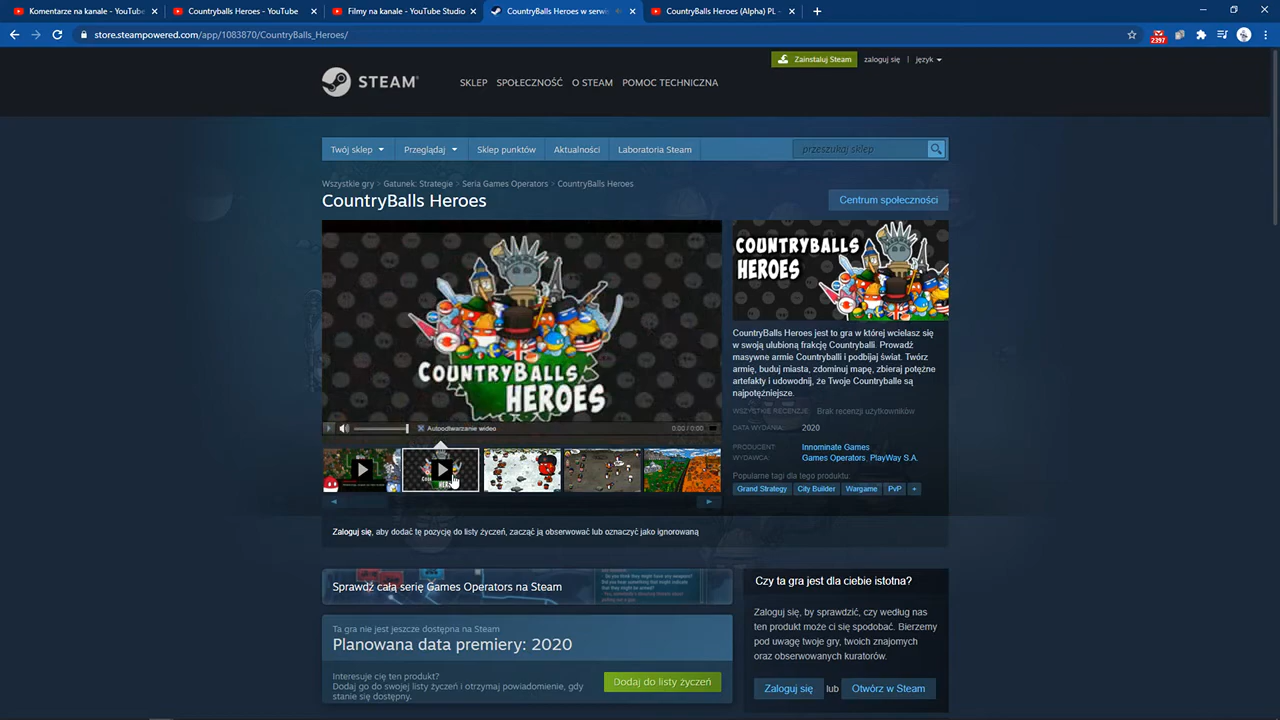 Komentarze na kanale - YouTube
Countryballs Heroes - YouTube
Filmy na kanale - YouTube Studio
CountryBalls Heroes w serwi
CountryBalls Heroes (Alpha) PL -
store.steampowered.com/app/1083870/CountryBalls_Heroes/
2397
STEAM
SKLEP SPOŁECZNOŚĆ O STEAM POMOC TECHNICZNA
Zainstaluj Steam zaloguj się | język
Twój sklep Przeglądaj Sklep punktów Aktualności Laboratoria Steam
przeszukaj sklep
Wszystkie gry > Gatunek: Strategie > Seria Games Operators > CountryBalls Heroes
CountryBalls Heroes
Centrum społeczności
COUNTRYBALLS
HEROES
Autoodtwarzanie wideo
0:00 / 0:00
COUNTRYBALLS
HEROES
CountryBalls Heroes jest to gra w której wcielasz się
w swoją ulubioną frakcję Countryballi. Prowadź
masywne armie Countryballi i podbijaj świat. Twórz
armię, buduj miasta, zdominuj mapę, zbieraj potężne
artefakty i udowodnij, że Twoje Countryballe są
najpotężniejsze.
WSZYSTKIE RECENZJE: Brak recenzji użytkowników
DATA WYDANIA: 2020
PRODUCENT: Innominate Games
WYDAWCA: Games Operators, PlayWay S.A.
Popularne tagi dla tego produktu:
Grand Strategy City Builder Wargame PvP +
Zaloguj się, aby dodać tę pozycję do listy życzeń, zacząć ją obserwować lub oznaczyć jako ignorowaną
Sprawdź całą serię Games Operators na Steam
Ta gra nie jest jeszcze dostępna na Steam
Planowana data premiery: 2020
Interesuje cię ten produkt?
Dodaj go do swojej listy życzeń i otrzymaj powiadomienie, gdy
stanie się dostępny.
Dodaj do listy życzeń
Czy ta gra jest dla ciebie istotna?
Zaloguj się, by sprawdzić, czy według nas
ten produkt może ci się spodobać. Bierzemy
pod uwagę twoje gry, twoich znajomych
oraz obserwowanych kuratorów.
Zaloguj się lub Otwórz w Steam